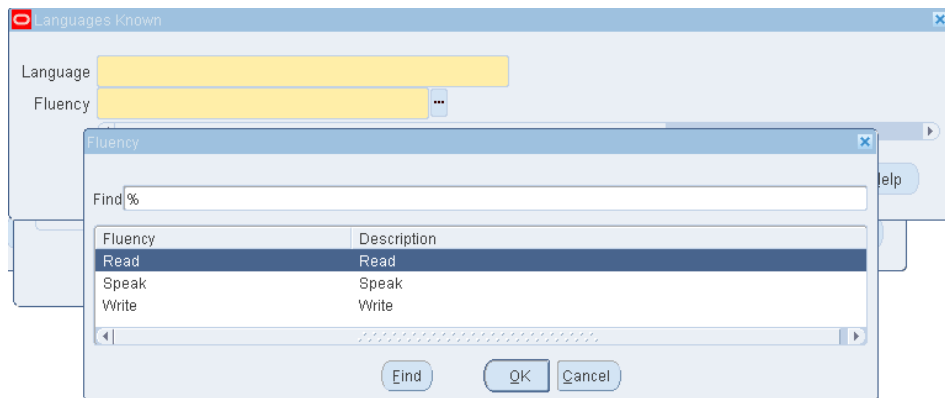 Languages Known
Language
Fluency ...
Fluency
Find %
Fluency Description
Read Read
Speak Speak
Write Write
Find OK Cancel